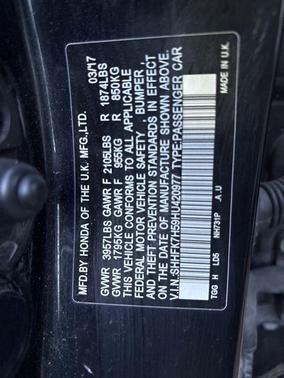 MFD.BY HONDA OF THE U.K. MFG.,LTD. 03/17
GVWR 3957LBS GAWR F 2105LBS R 1874LBS
GVWR 1795KG GAWR F 955KG R 850KG
THIS VEHICLE CONFORMS TO ALL APPLICABLE
FEDERAL MOTOR VEHICLE SAFETY, BUMPER, AND
THEFT PREVENTION STANDARDS IN EFFECT
ON THE DATE OF MANUFACTURE SHOWN ABOVE.
V.I.N.:SHHFK7H59HU420977 TYPE:PASSENGER CAR
TGG H LD5 NH731P .A.U MADE IN U.K.